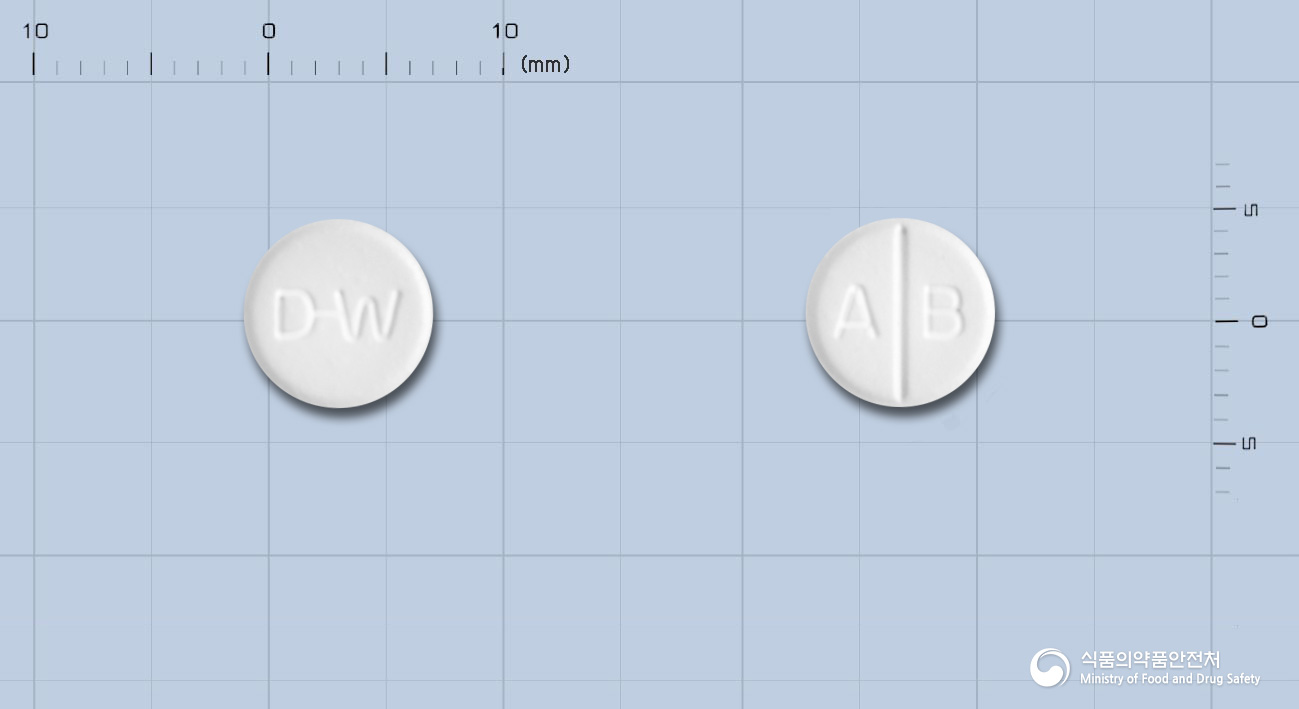 10 0 10
(mm)
D-W
A B
5
0
5
식품의약품안전처
Ministry of Food and Drug Safety